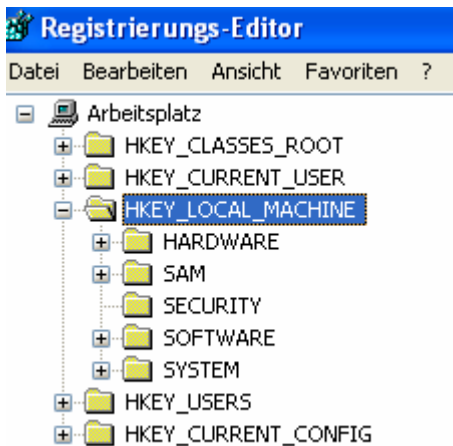 Registrierungs-Editor
Datei Bearbeiten Ansicht Favoriten ?
Arbeitsplatz
HKEY_CLASSES_ROOT
HKEY_CURRENT_USER
HKEY_LOCAL_MACHINE
HARDWARE
SAM
SECURITY
SOFTWARE
SYSTEM
HKEY_USERS
HKEY_CURRENT_CONFIG